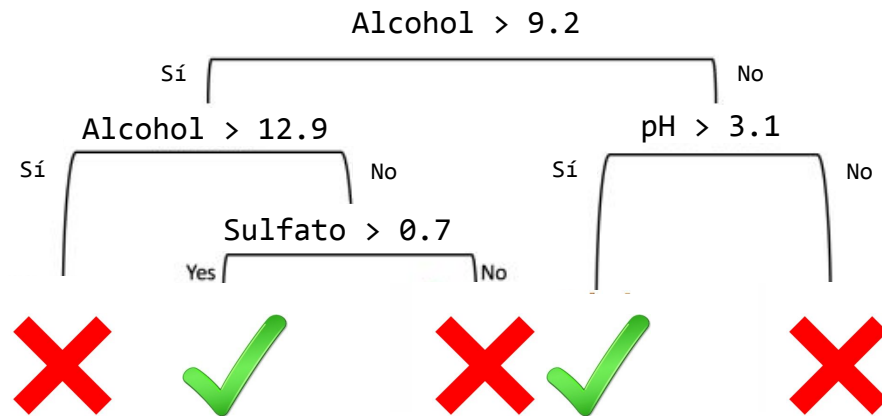 Alcohol > 9.2
Sí
No
Alcohol > 12.9
pH > 3.1
Sí
No
Sí
No
Sulfato > 0.7
Yes
No